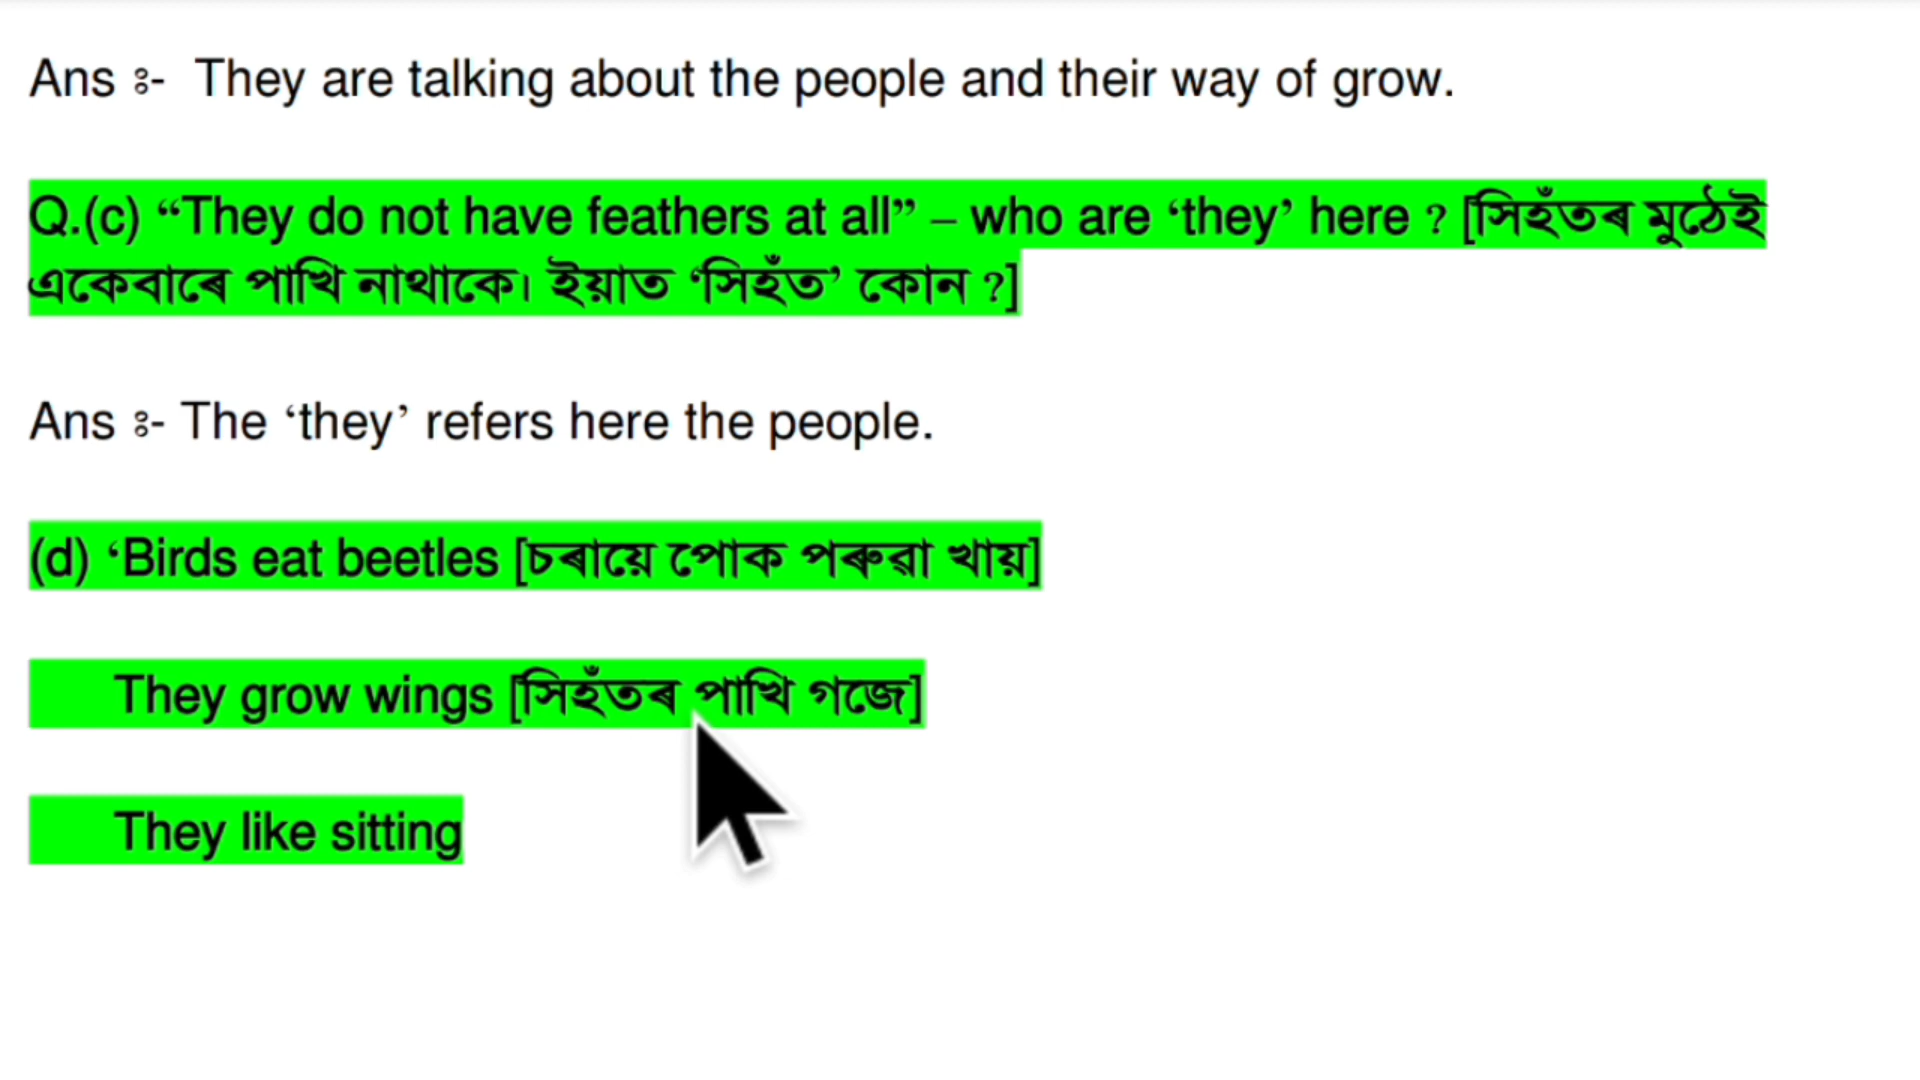 Ans ঃ- They are talking about the people and their way of grow.
Q.(c) “They do not have feathers at all” – who are ‘they’ here ? [সিহঁতৰ মুঠেই
একেবাৰে পাখি নাথাকে। ইয়াত ‘সিহঁত’ কোন ?]
Ans ঃ- The ‘they’ refers here the people.
(d) ‘Birds eat beetles [চৰায়ে পোক পৰুৱা খায়]
They grow wings [সিহঁতৰ পাখি গজে]
They like sitting